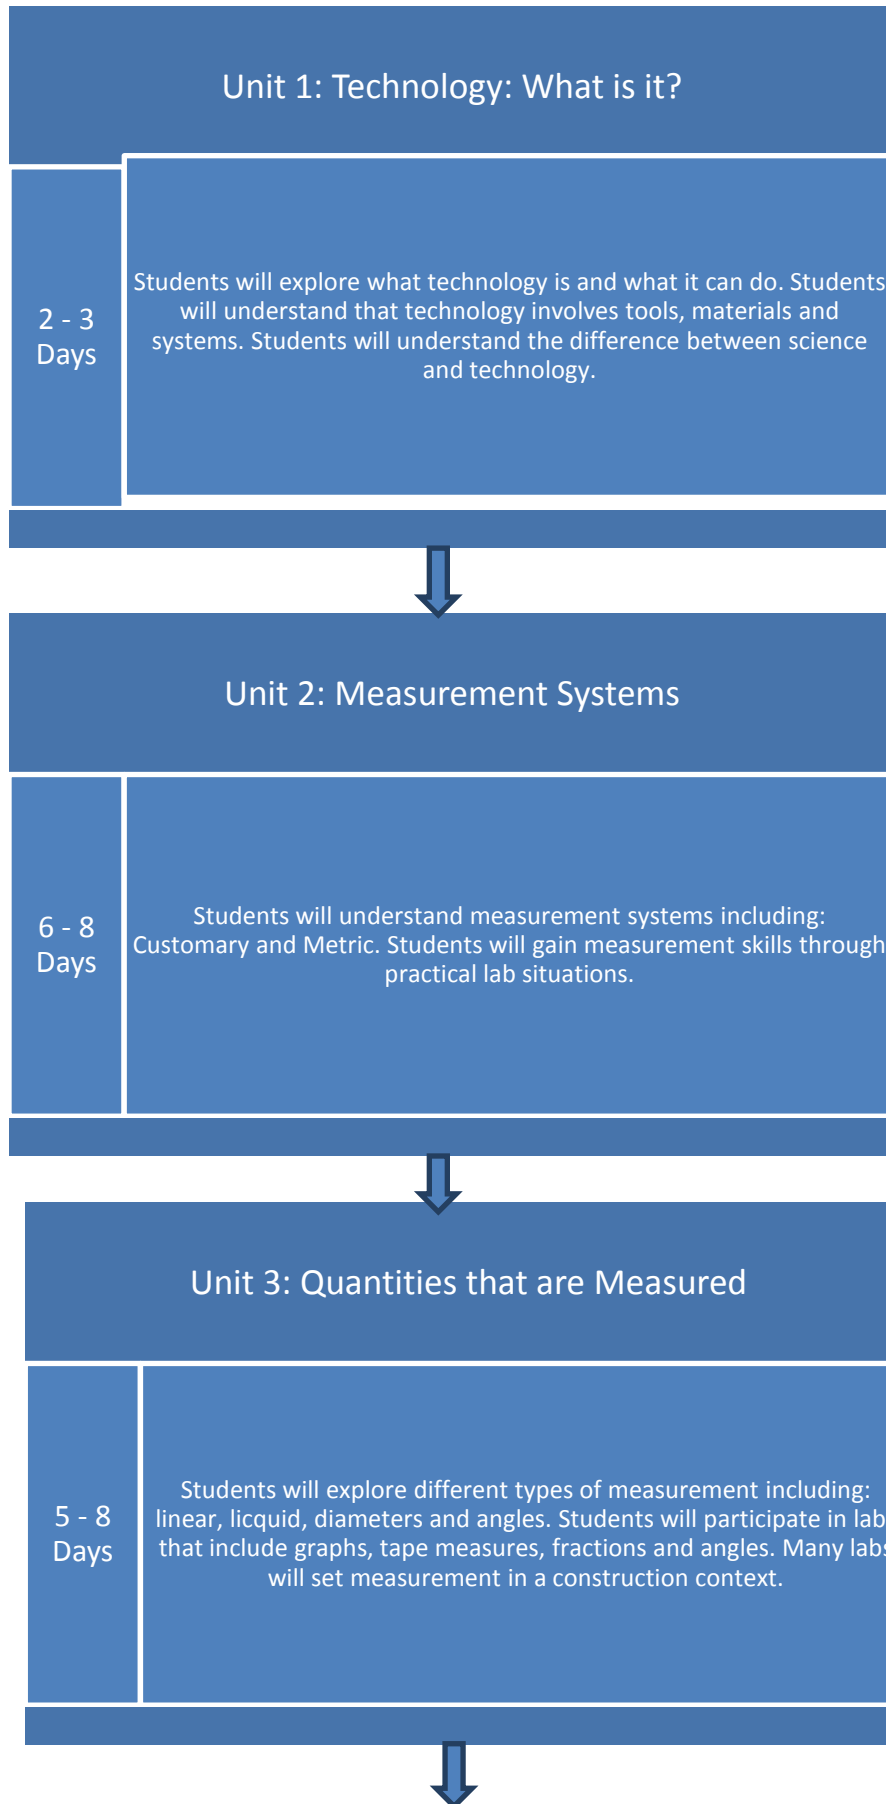 Unit 1: Technology: What is it?
2 - 3
Days
Students will explore what technology is and what it can do. Students
will understand that technology involves tools, materials and
systems. Students will understand the difference between science
and technology.
Unit 2: Measurement Systems
6 - 8
Days
Students will understand measurement systems including:
Customary and Metric. Students will gain measurement skills through
practical lab situations.
Unit 3: Quantities that are Measured
5 - 8
Days
Students will explore different types of measurement including:
linear, licquid, diameters and angles. Students will participate in lab
that include graphs, tape measures, fractions and angles. Many labs
will set measurement in a construction context.